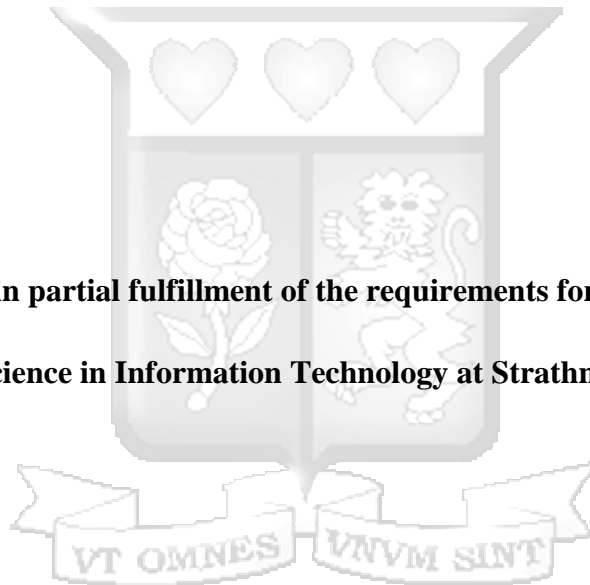 in partial fulfillment of the requirements for
cience in Information Technology at Strathm
VT OMNES VNVM SINT